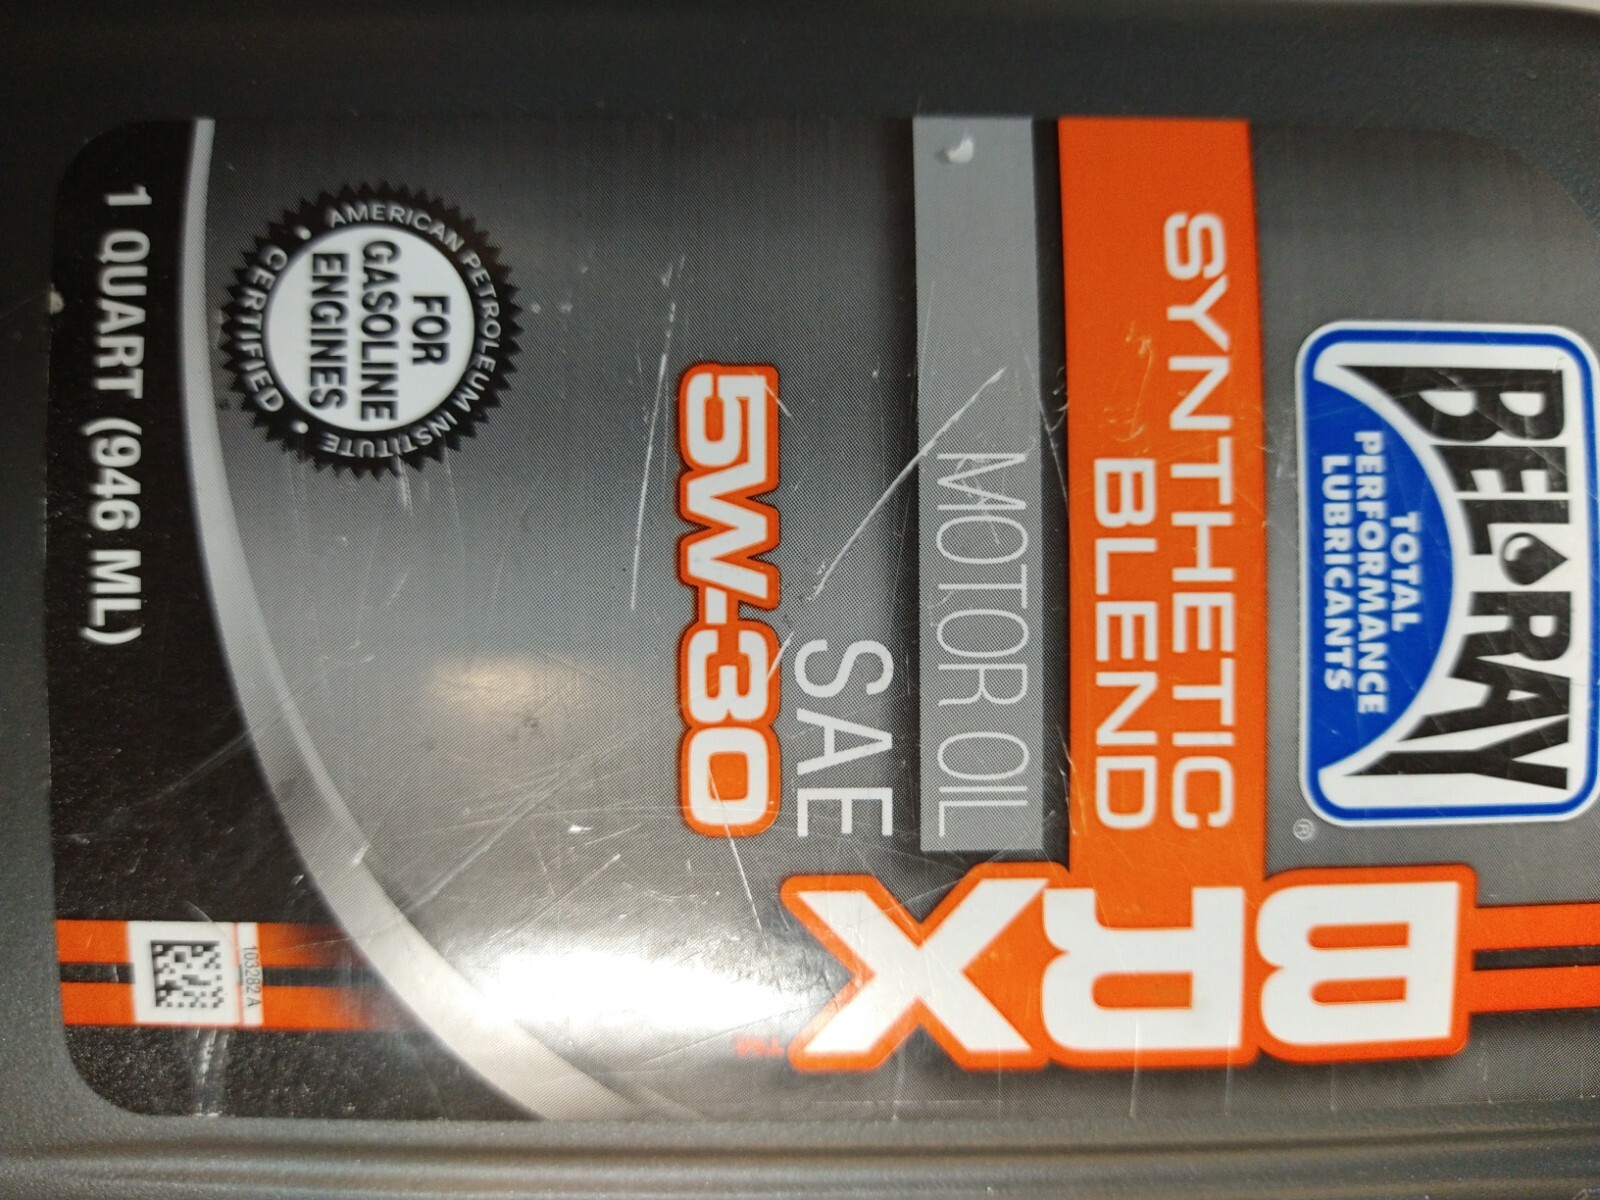 BEL-RAY
TOTAL
PERFORMANCE
LUBRICANTS
®
SYNTHETIC
BLEND
MOTOR OIL
SAE
5W-30
BRX™
AMERICAN PETROLEUM INSTITUTE
FOR
GASOLINE
ENGINES
CERTIFIED
1 QUART (946 ML)
103282 A